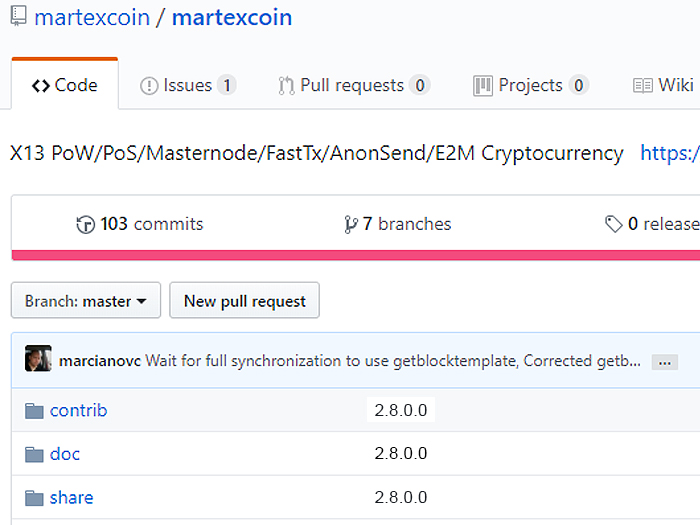 martexcoin / martexcoin
Code Issues 1 Pull requests 0 Projects 0 Wiki
X13 PoW/PoS/Masternode/FastTx/AnonSend/E2M Cryptocurrency https:/
103 commits 7 branches 0 release
Branch: master New pull request
marcianovc Wait for full synchronization to use getblocktemplate, Corrected getb... ...
contrib 2.8.0.0
doc 2.8.0.0
share 2.8.0.0